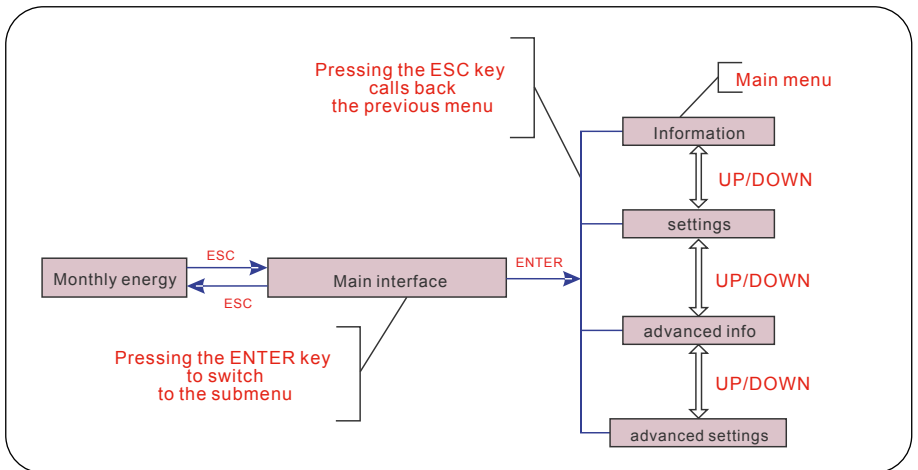 Pressing the ESC key
calls back
the previous menu
Main menu
Information
UP/DOWN
settings
ESC
Monthly energy
Main interface
ENTER
UP/DOWN
ESC
advanced info
Pressing the ENTER key
to switch
to the submenu
UP/DOWN
advanced settings